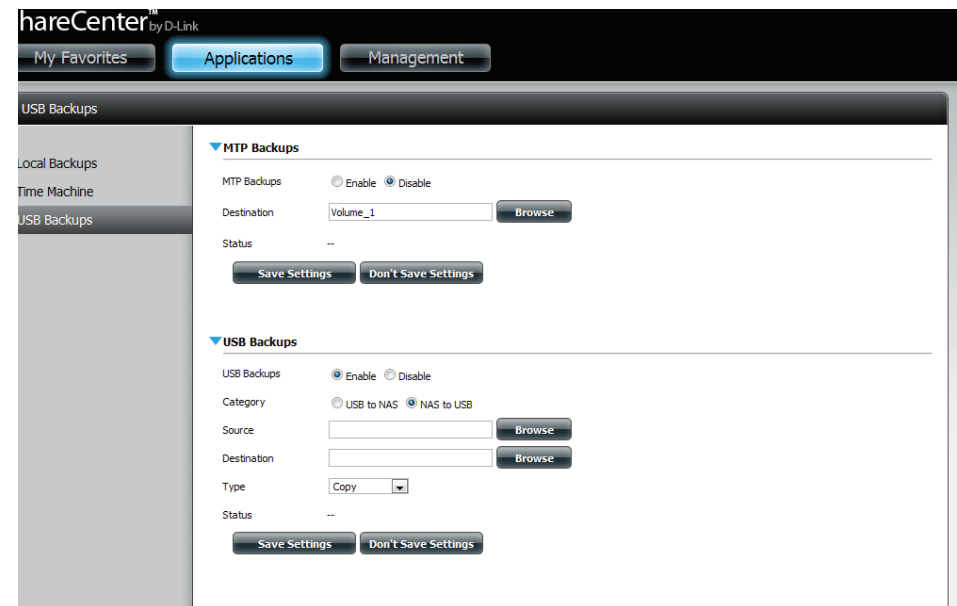 hareCenter™ by D-Link
My Favorites Applications Management
USB Backups
Local Backups
Time Machine
USB Backups
MTP Backups
MTP Backups Enable Disable
Destination Volume_1 Browse
Status --
Save Settings Don't Save Settings
USB Backups
USB Backups Enable Disable
Category USB to NAS NAS to USB
Source Browse
Destination Browse
Type Copy
Status --
Save Settings Don't Save Settings